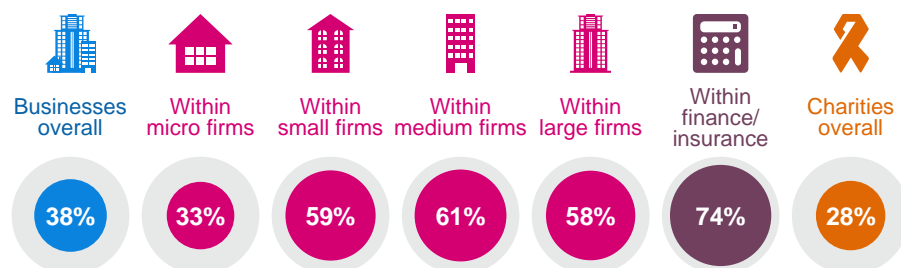 Businesses
overall
Within
micro firms
Within
small firms
Within
medium firms
Within
large firms
Within
finance/
insurance
Charities
overall
38%
33%
59%
61%
58%
74%
28%